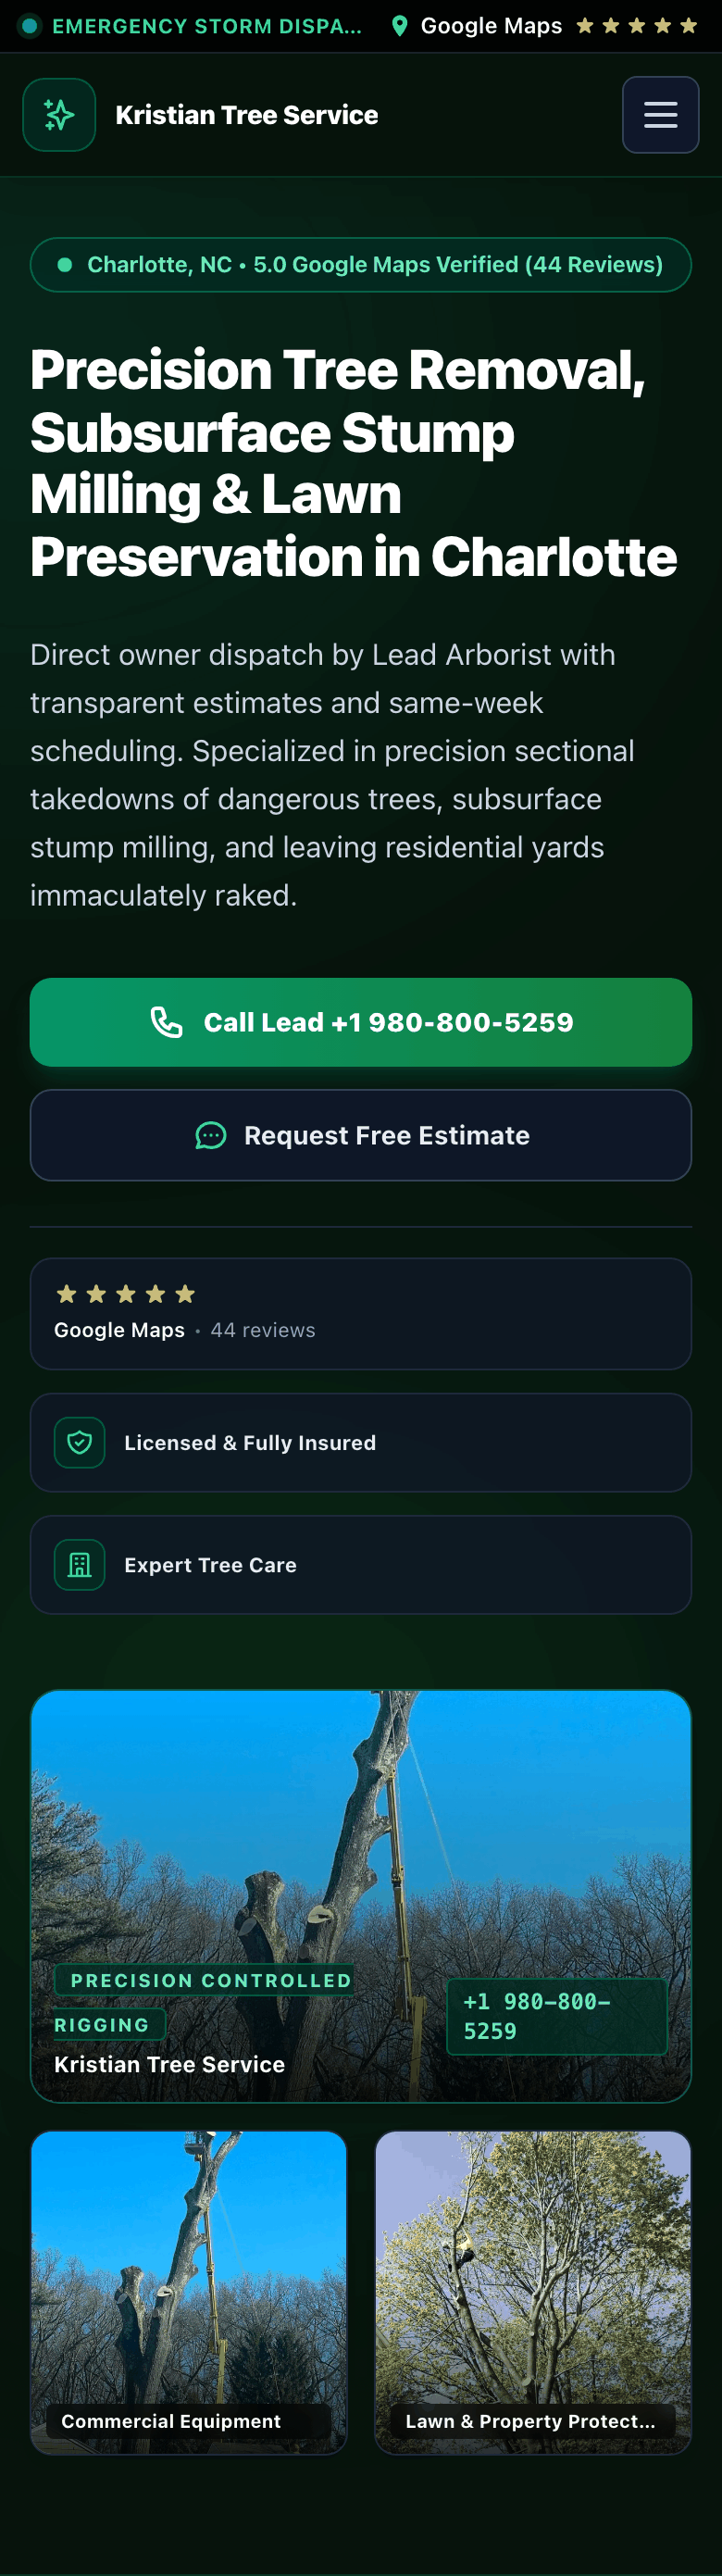 EMERGENCY STORM DISPA... Google Maps
Kristian Tree Service
Charlotte, NC • 5.0 Google Maps Verified (44 Reviews)
Precision Tree Removal,
Subsurface Stump
Milling & Lawn
Preservation in Charlotte
Direct owner dispatch by Lead Arborist with
transparent estimates and same-week
scheduling. Specialized in precision sectional
takedowns of dangerous trees, subsurface
stump milling, and leaving residential yards
immaculately raked.
Call Lead +1 980-800-5259
Request Free Estimate
Google Maps • 44 reviews
Licensed & Fully Insured
Expert Tree Care
PRECISION CONTROLLED
RIGGING
Kristian Tree Service
+1 980-800-
5259
Commercial Equipment
Lawn & Property Protect...